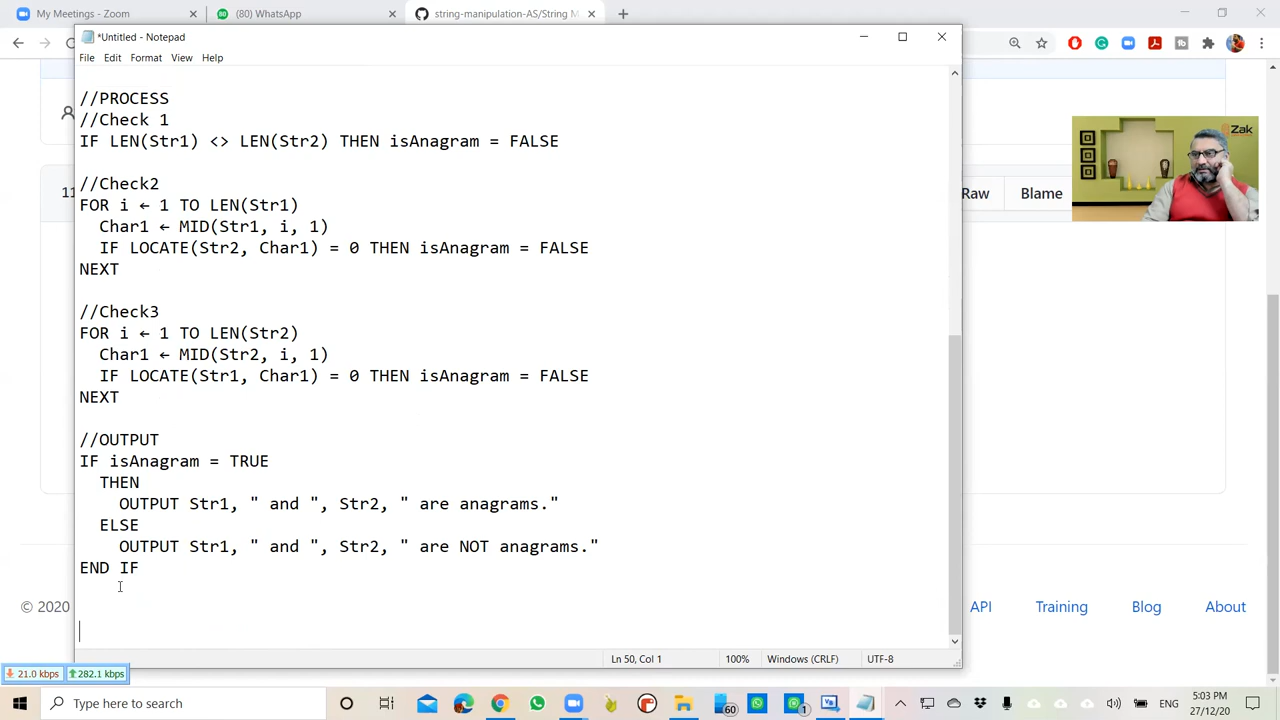 My Meetings - Zoom
(80) WhatsApp
string-manipulation-AS/String M
*Untitled - Notepad
File Edit Format View Help
//PROCESS
//Check 1
IF LEN(Str1) <> LEN(Str2) THEN isAnagram = FALSE
//Check2
FOR i ← 1 TO LEN(Str1)
Char1 ← MID(Str1, i, 1)
IF LOCATE(Str2, Char1) = 0 THEN isAnagram = FALSE
NEXT
//Check3
FOR i ← 1 TO LEN(Str2)
Char1 ← MID(Str2, i, 1)
IF LOCATE(Str1, Char1) = 0 THEN isAnagram = FALSE
NEXT
//OUTPUT
IF isAnagram = TRUE
THEN
OUTPUT Str1, " and ", Str2, " are anagrams."
ELSE
OUTPUT Str1, " and ", Str2, " are NOT anagrams."
END IF
Ln 50, Col 1 100% Windows (CRLF) UTF-8
11
Raw Blame
Zak
© 2020
API Training Blog About
21.0 kbps 282.1 kbps
Type here to search
60
1
ENG
5:03 PM
27/12/20